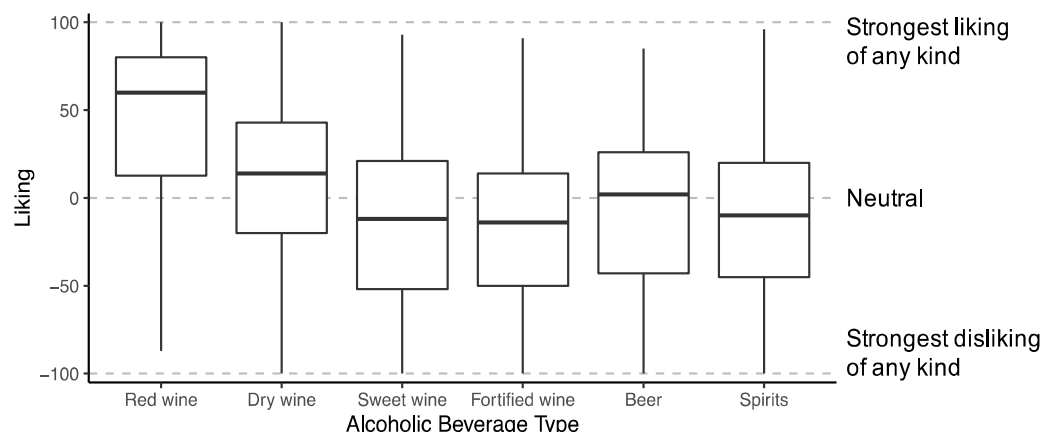 100
50
0
−50
−100
Liking
Red wine
Dry wine
Sweet wine
Fortified wine
Beer
Spirits
Alcoholic Beverage Type
Strongest liking
of any kind
Neutral
Strongest disliking
of any kind